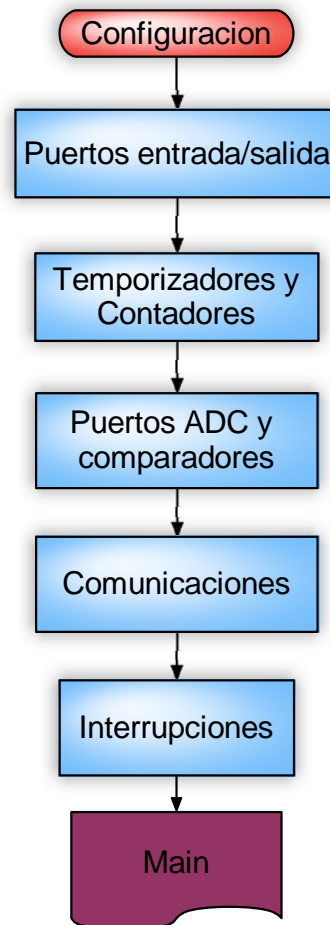 Configuracion
Puertos entrada/salida
Temporizadores y
Contadores
Puertos ADC y
comparadores
Comunicaciones
Interrupciones
Main